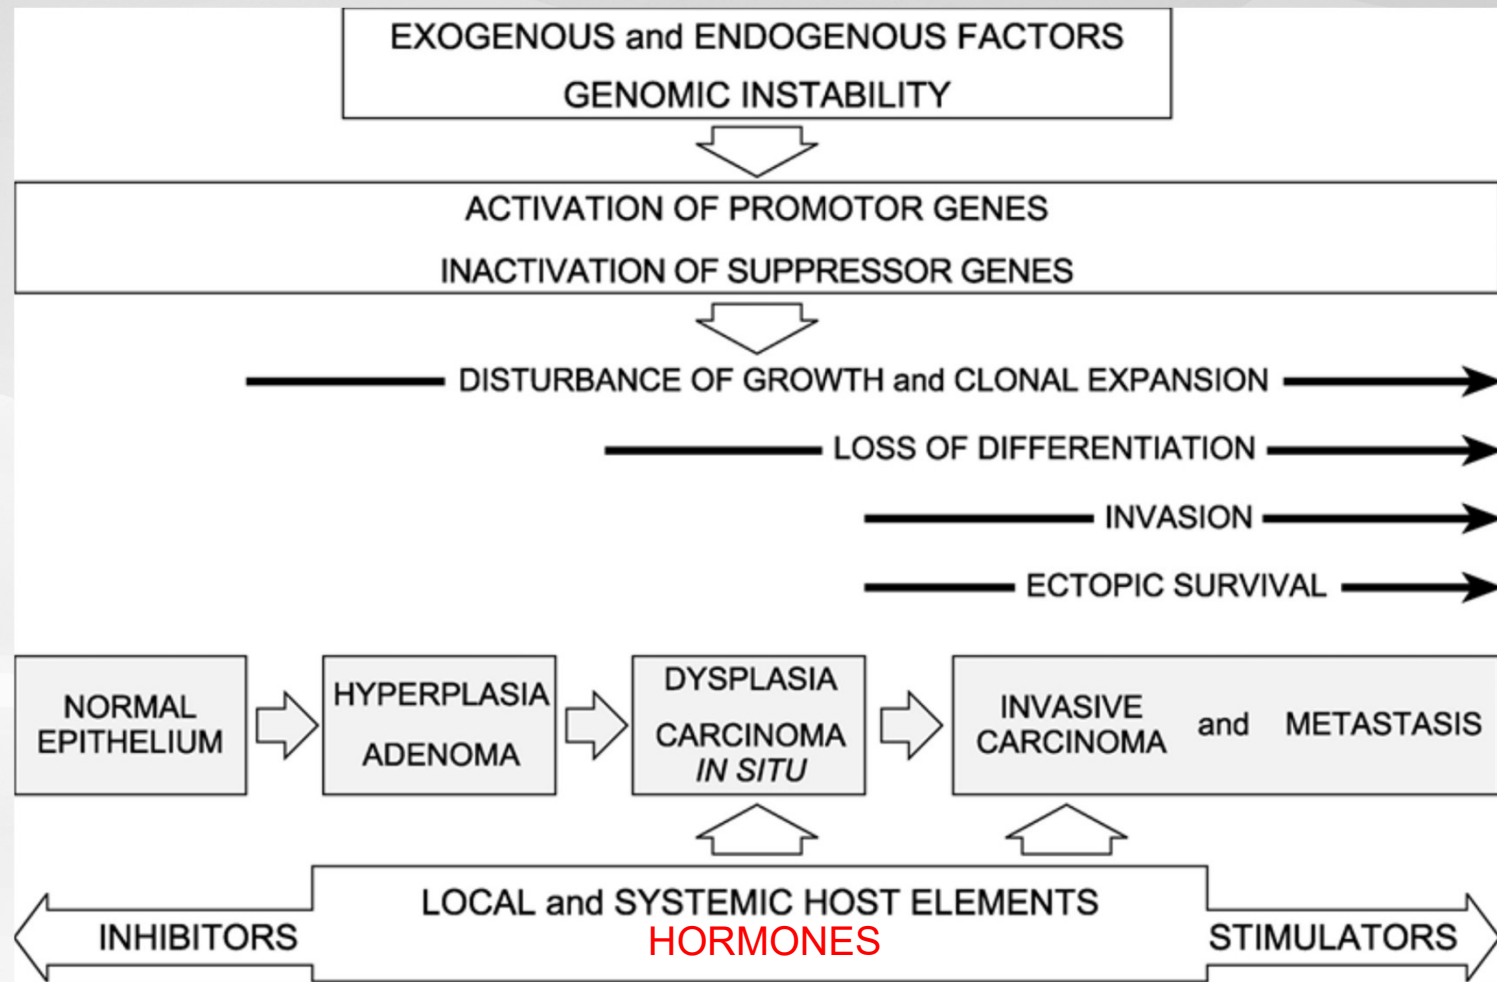 EXOGENOUS and ENDOGENOUS FACTORS
GENOMIC INSTABILITY
ACTIVATION OF PROMOTOR GENES
INACTIVATION OF SUPPRESSOR GENES
DISTURBANCE OF GROWTH and CLONAL EXPANSION
LOSS OF DIFFERENTIATION
INVASION
ECTOPIC SURVIVAL
NORMAL
EPITHELIUM
HYPERPLASIA
ADENOMA
DYSPLASIA
CARCINOMA
IN SITU
INVASIVE
CARCINOMA
and
METASTASIS
LOCAL and SYSTEMIC HOST ELEMENTS
INHIBITORS
HORMONES
STIMULATORS